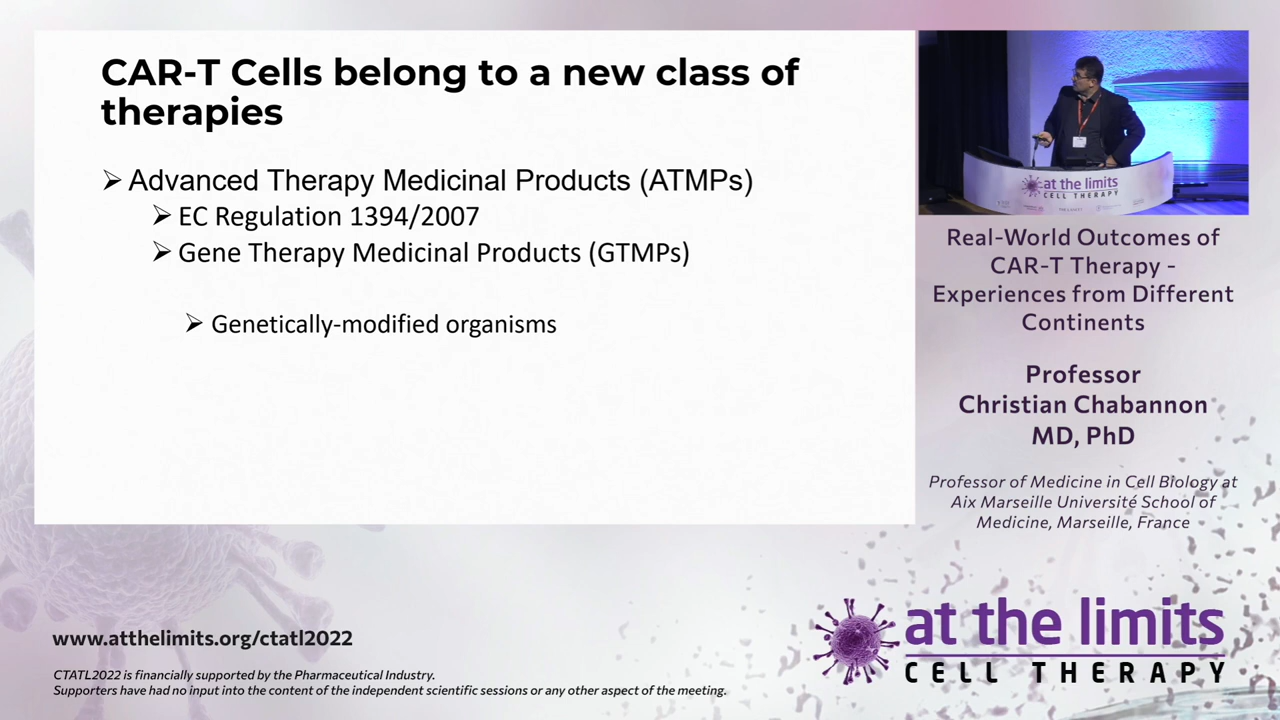 CAR-T Cells belong to a new class of
therapies
➢ Advanced Therapy Medicinal Products (ATMPs)
➢ EC Regulation 1394/2007
➢ Gene Therapy Medicinal Products (GTMPs)
➢ Genetically-modified organisms
at the limits
CELL THERAPY
Real-World Outcomes of
CAR-T Therapy -
Experiences from Different
Continents
Professor
Christian Chabannon
MD, PhD
Professor of Medicine in Cell Biology at
Aix Marseille Université School of
Medicine, Marseille, France
www.atthelimits.org/ctatl2022
CTATL2022 is financially supported by the Pharmaceutical Industry.
Supporters have had no input into the content of the independent scientific sessions or any other aspect of the meeting.
at the limits
CELL THERAPY